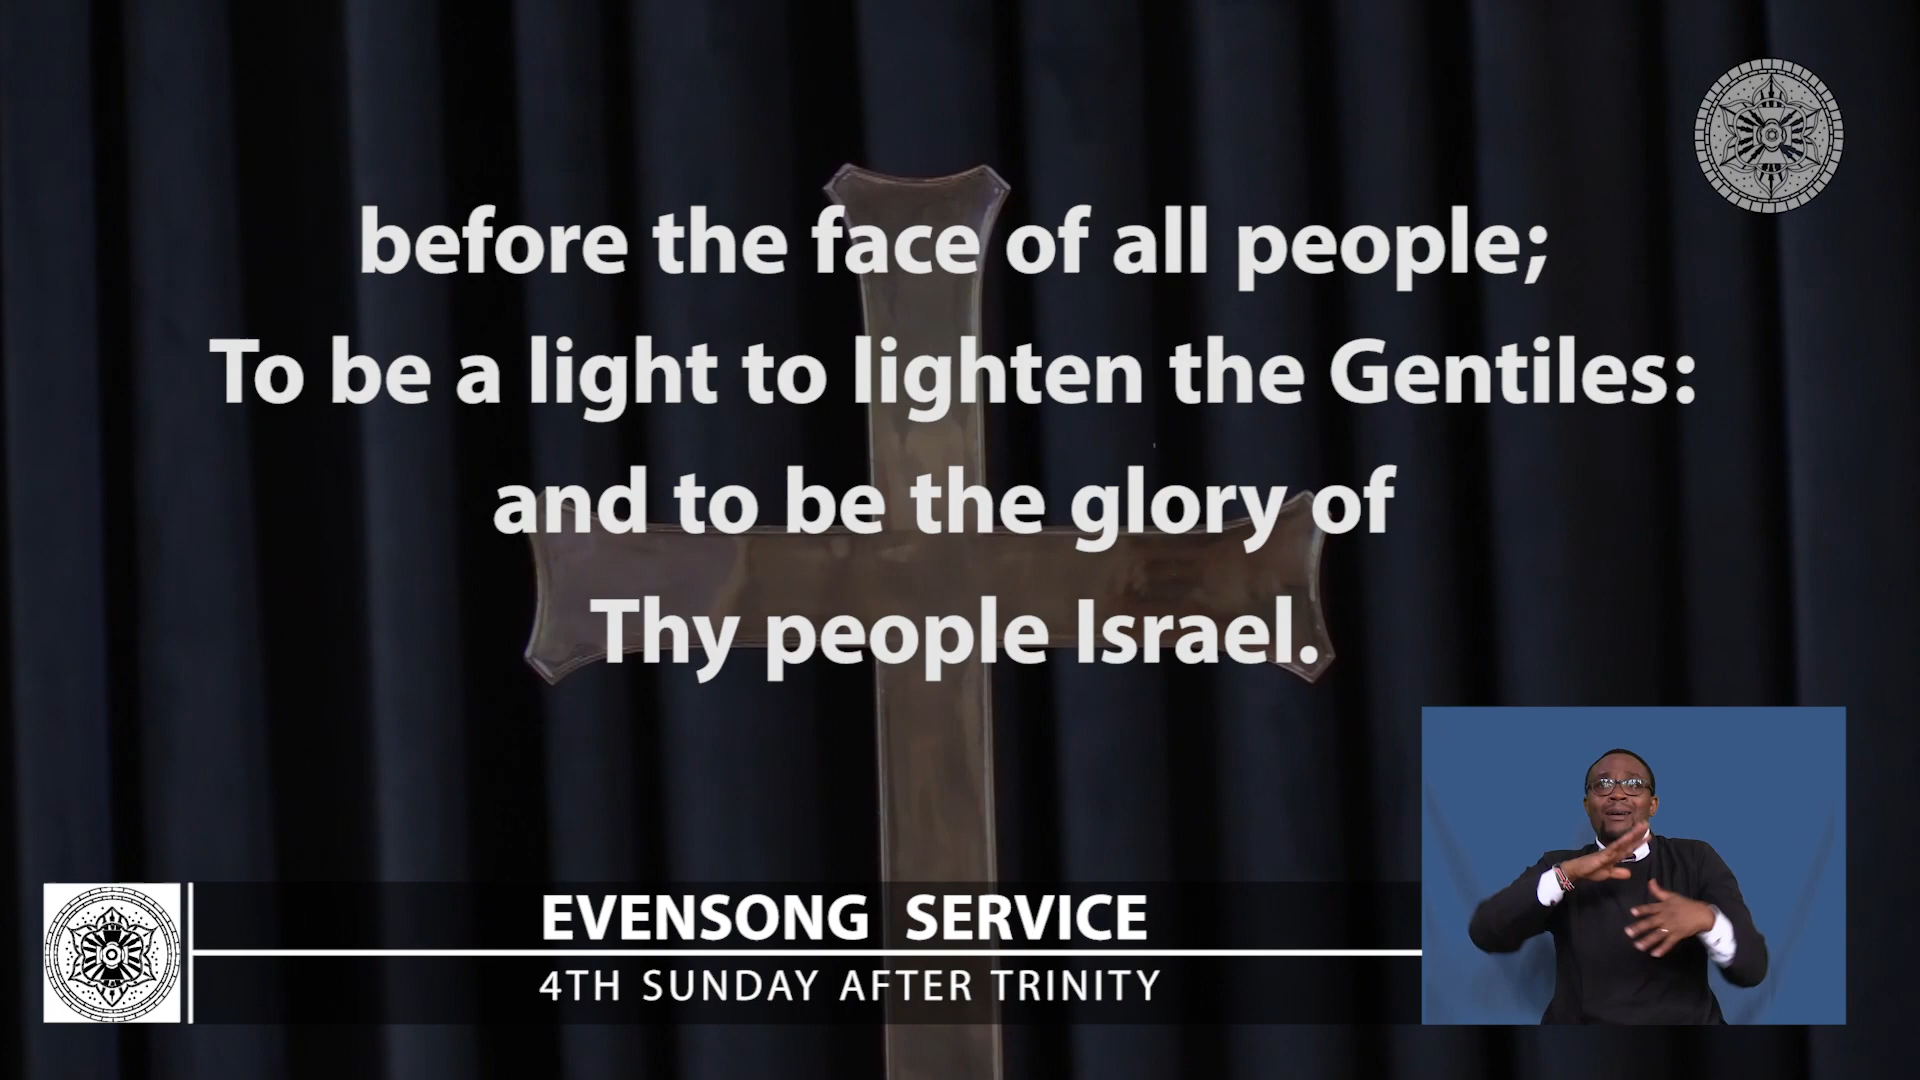 before the face of all people;
To be a light to lighten the Gentiles:
and to be the glory of
Thy people Israel.
EVENSONG SERVICE
4TH SUNDAY AFTER TRINITY